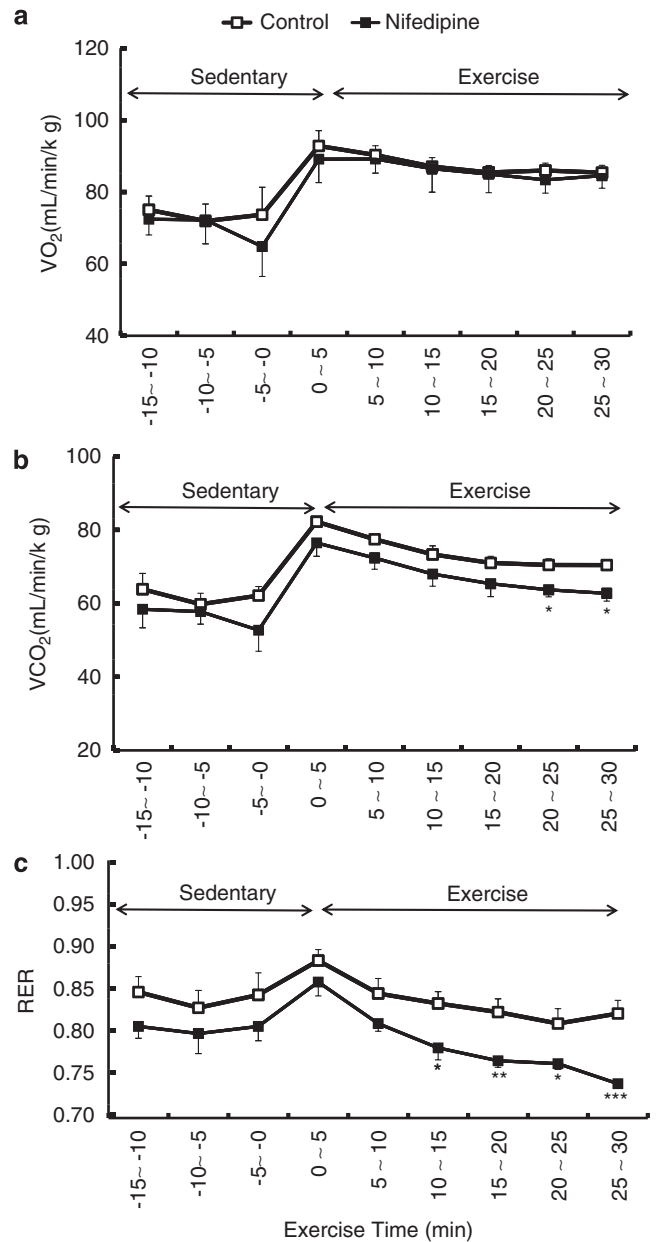 a
Control Nifedipine
120
100
80
60
40
VO2(mL/min/k g)
Sedentary Exercise
-15~ -10
-10~ -5
-5~ -0
0 ~ 5
5 ~ 10
10 ~ 15
15 ~ 20
20 ~ 25
25 ~ 30
b
100
80
60
40
20
VCO2(mL/min/k g)
Sedentary Exercise
* *
-15~ -10
-10~ -5
-5~ -0
0 ~ 5
5 ~ 10
10 ~ 15
15 ~ 20
20 ~ 25
25 ~ 30
c
1.00
0.95
0.90
0.85
0.80
0.75
0.70
RER
Sedentary Exercise
* ** * ***
-15~ -10
-10~ -5
-5~ -0
0 ~ 5
5 ~ 10
10 ~ 15
15 ~ 20
20 ~ 25
25 ~ 30
Exercise Time (min)